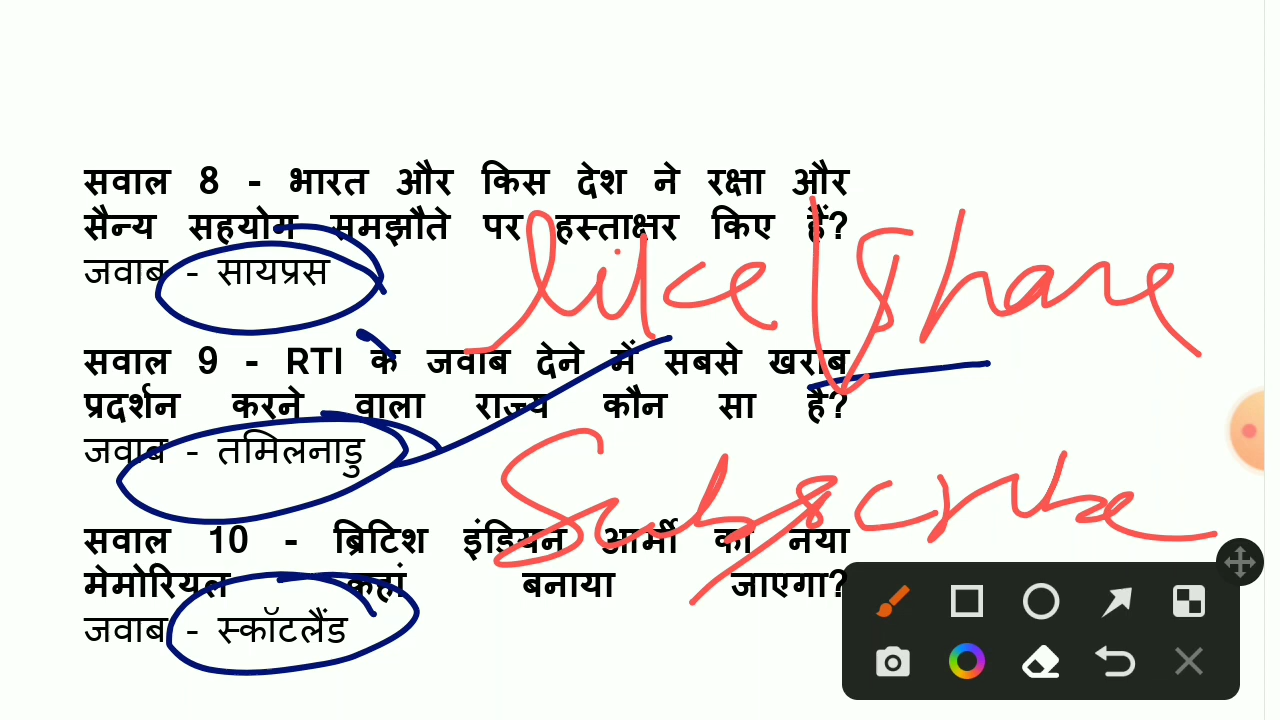 सवाल 8 - भारत और किस देश ने रक्षा और
सैन्य सहयोग समझौते पर हस्ताक्षर किए हैं?
जवाब - सायप्रस
like share
सवाल 9 - RTI के जवाब देने में सबसे खराब
प्रदर्शन करने वाला राज्य कौन सा है?
जवाब - तमिलनाडु
Subscribe
सवाल 10 - ब्रिटिश इंडियन आर्मी का नया
मेमोरियल कहां बनाया जाएगा?
जवाब - स्कॉटलैंड